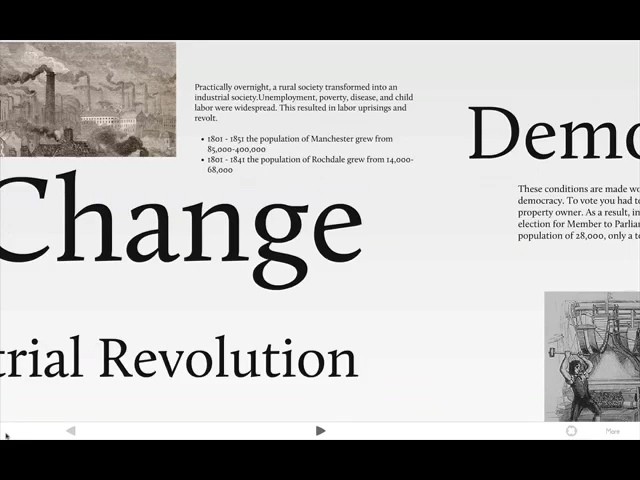 Practically overnight, a rural society transformed into an
industrial society.Unemployment, poverty, disease, and child
labor were widespread. This resulted in labor uprisings and
revolt.
• 1801 - 1851 the population of Manchester grew from
85,000-400,000
• 1801 - 1841 the population of Rochdale grew from 14,000-
68,000
Change
trial Revolution
Demo
These conditions are made wo
democracy. To vote you had t
property owner. As a result, in
election for Member to Parlia
population of 28,000, only a t
More